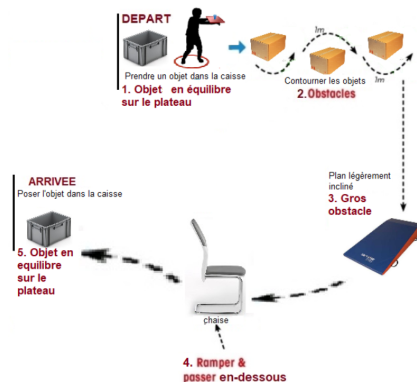 DEPART
Prendre un objet dans la caisse
1. Objet en équilibre
sur le plateau
1m
1m
Contourner les objets
2.Obstacles
Plan légèrement
incliné
3. Gros
obstacle
ARRIVEE
Poser l'objet dans la caisse
5. Objet en
equilibre
sur le
plateau
chaise
4. Ramper &
passer en-dessous